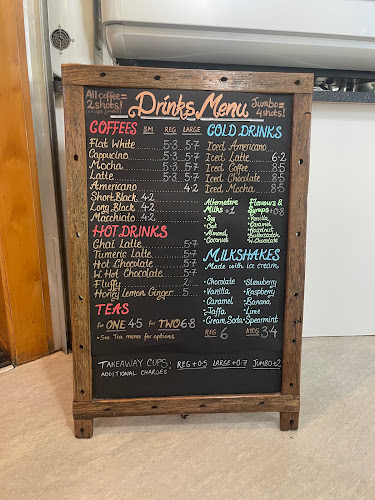 All coffee =
2 shots!
Drinks Menu
Jumbo =
4 shots!
COFFEES SM REG LARGE
Flat White 5·3 5·7
Cappucino 5·3 5·7
Mocha 5·3 5·7
Latte 5·3 5·7
Americano 4·2
Short Black 4·2
Long Black 4·2
Macchiato 4·2
HOT DRINKS
Chai Latte 5·7
Tumeric Latte 5·7
Hot Chocolate 5·7
W. Hot Chocolate 5·7
Fluffy 2
Honey Lemon Ginger 5
TEAS
for ONE 4·5 for TWO 6·8
• See Tea menu for options
COLD DRINKS
Iced Americano
Iced Latte 6·2
Iced Coffee 8·5
Iced Chocolate 8·5
Iced Mocha 8·5
Alternative
Milks +1
• Soy
• Oat
• Almond
• Coconut
Flavours &
Syrups +0·8
• Vanilla
• Caramel
• Hazelnut
• Butterscotch
• W. Chocolate
MILKSHAKES
Made with ice cream
• Chocolate • Strawberry
• Vanilla • Raspberry
• Caramel • Banana
• Jaffa • Lime
• Cream Soda • Spearmint
REG 6 KIDS 3·4
TAKEAWAY CUPS: REG +0·5 LARGE +0·7 JUMBO +2
ADDITIONAL CHARGES